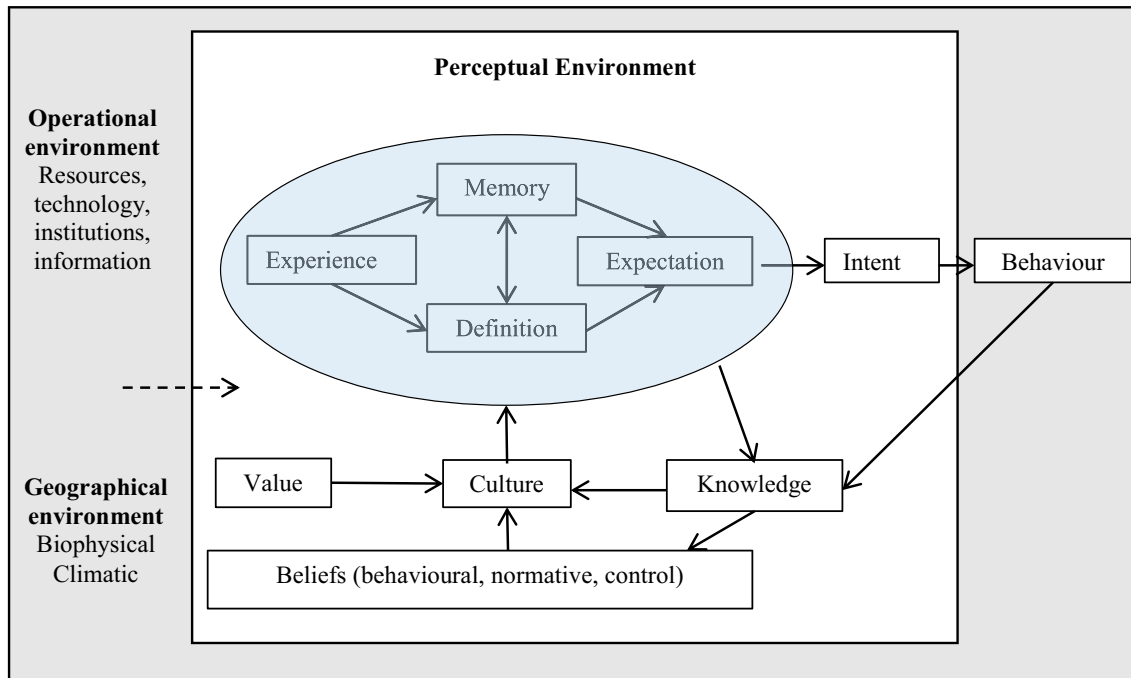 Perceptual Environment
Operational
environment
Resources,
technology,
institutions,
information
Memory
Experience
Expectation
Definition
Intent
Behaviour
Geographical
environment
Biophysical
Climatic
Value
Culture
Knowledge
Beliefs (behavioural, normative, control)